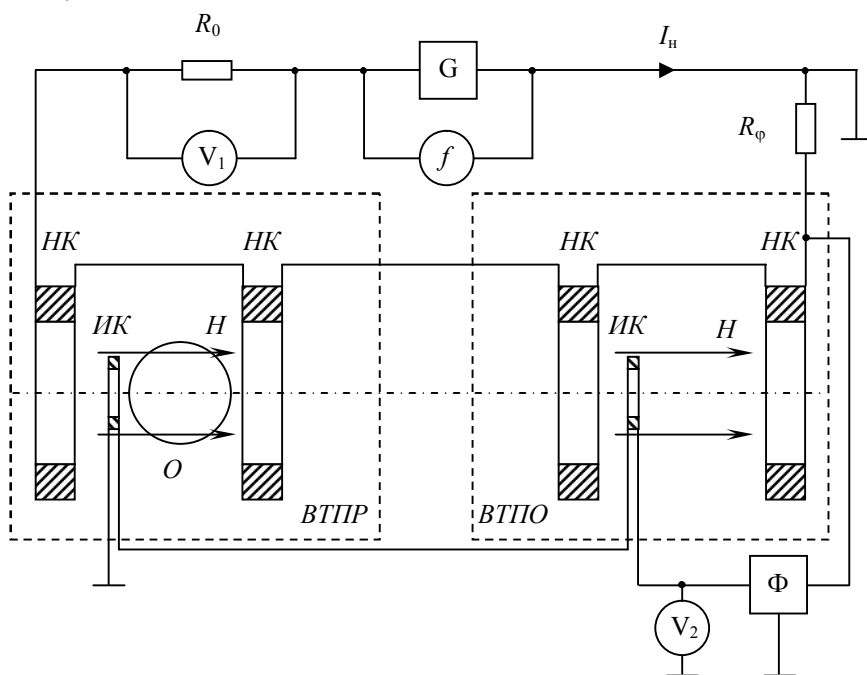 R₀
G
Iн
V₁
f
Rφ
НК
НК
НК
НК
ИК
Н
ИК
Н
О
ВТПР
ВТПО
Ф
V₂